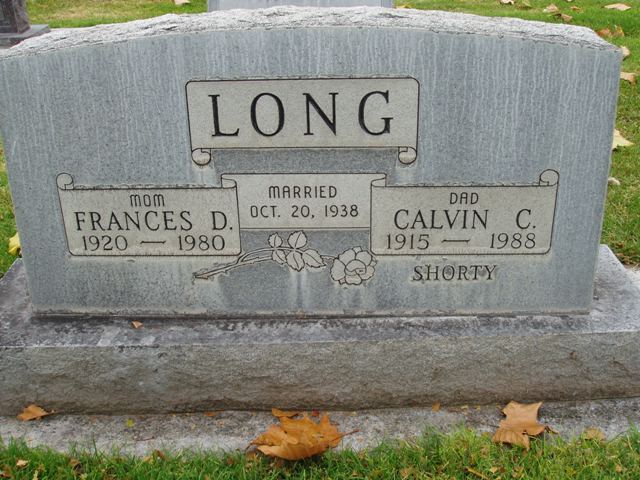 LONG
MOM
FRANCES D.
1920 — 1980
MARRIED
OCT. 20, 1938
DAD
CALVIN C.
1915 — 1988
SHORTY